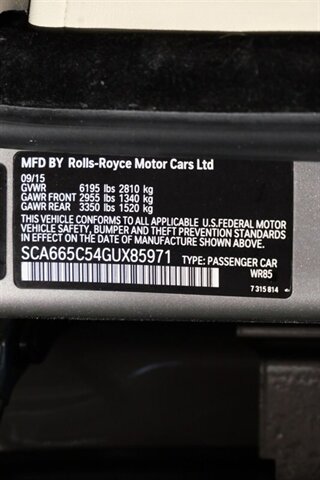 MFD BY Rolls-Royce Motor Cars Ltd
09/15
GVWR 6195 lbs 2810 kg
GAWR FRONT 2955 lbs 1340 kg
GAWR REAR 3350 lbs 1520 kg
THIS VEHICLE CONFORMS TO ALL APPLICABLE U.S.FEDERAL MOTOR
VEHICLE SAFETY, BUMPER AND THEFT PREVENTION STANDARDS
IN EFFECT ON THE DATE OF MANUFACTURE SHOWN ABOVE.
SCA665C54GUX85971 TYPE: PASSENGER CAR
WR85
7 315 814